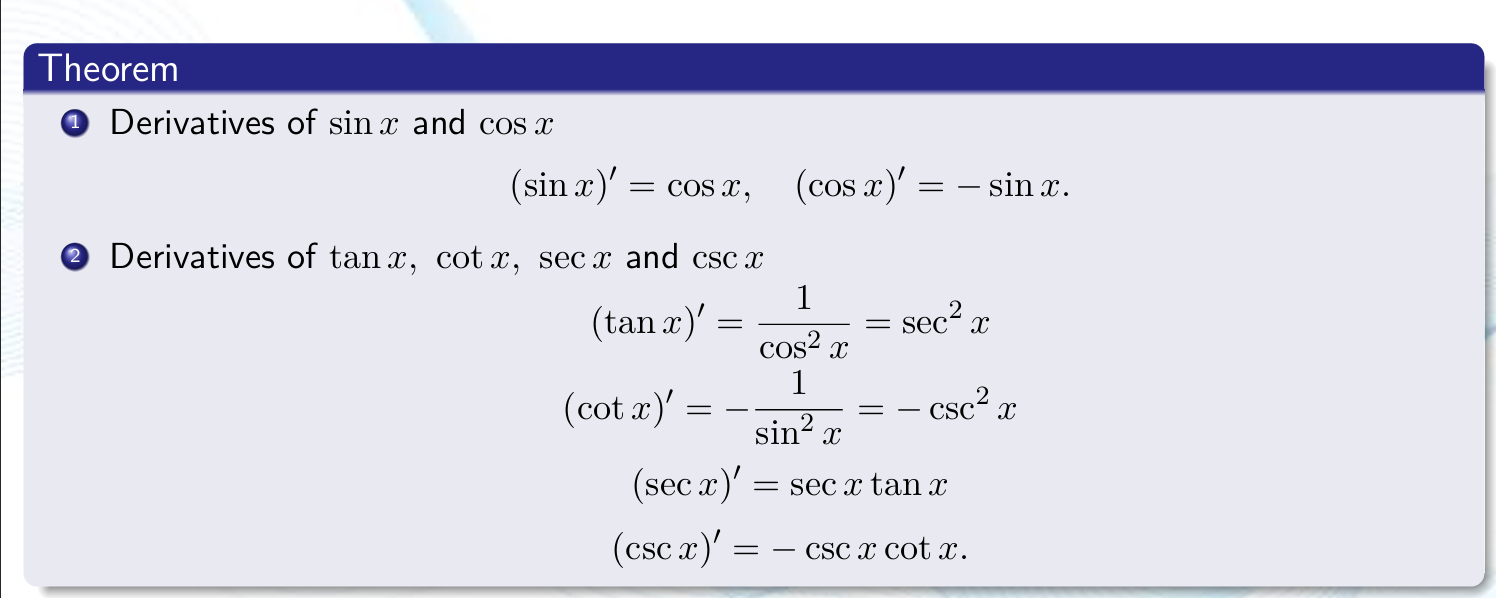 Theorem
1 Derivatives of sin x and cos x
(sin x)′ = cos x, (cos x)′ = − sin x.
2 Derivatives of tan x, cot x, sec x and csc x
(tan x)′ = 1/cos² x = sec² x
(cot x)′ = −1/sin² x = − csc² x
(sec x)′ = sec x tan x
(csc x)′ = − csc x cot x.